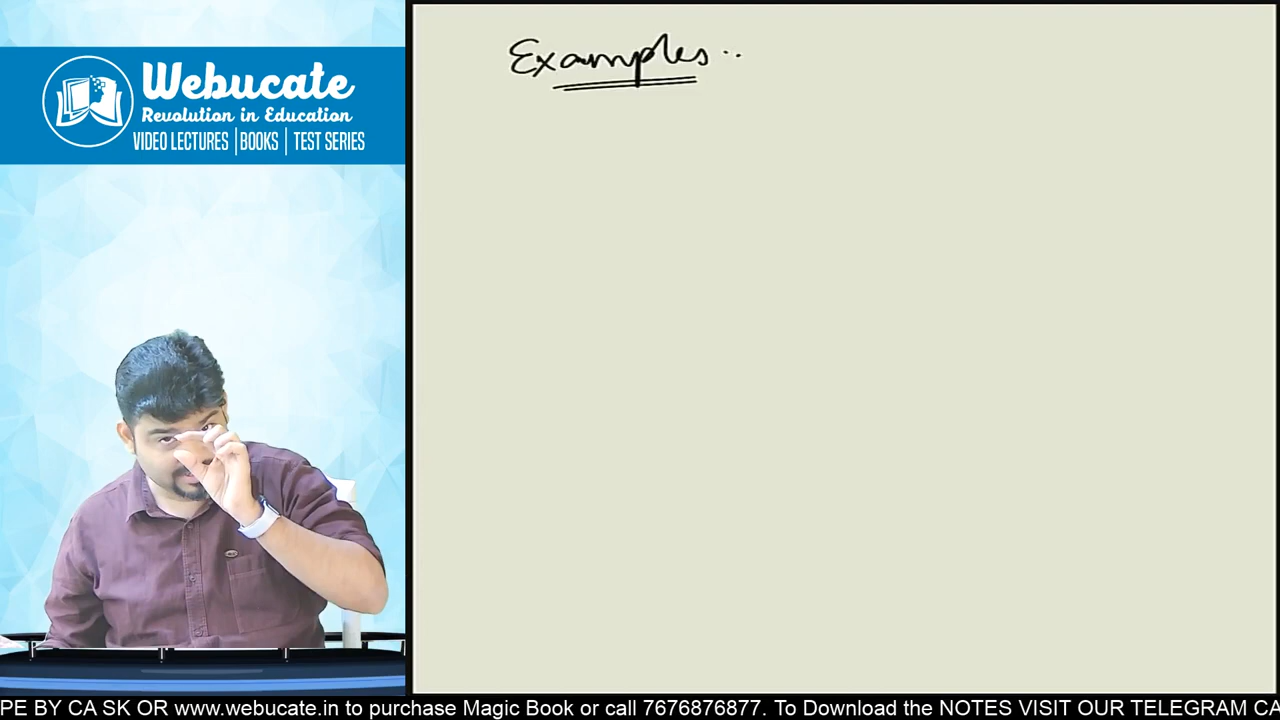 Webucate
Revolution in Education
VIDEO LECTURES | BOOKS | TEST SERIES
Examples ..
PE BY CA SK OR www.webucate.in to purchase Magic Book or call 7676876877. To Download the NOTES VISIT OUR TELEGRAM CA